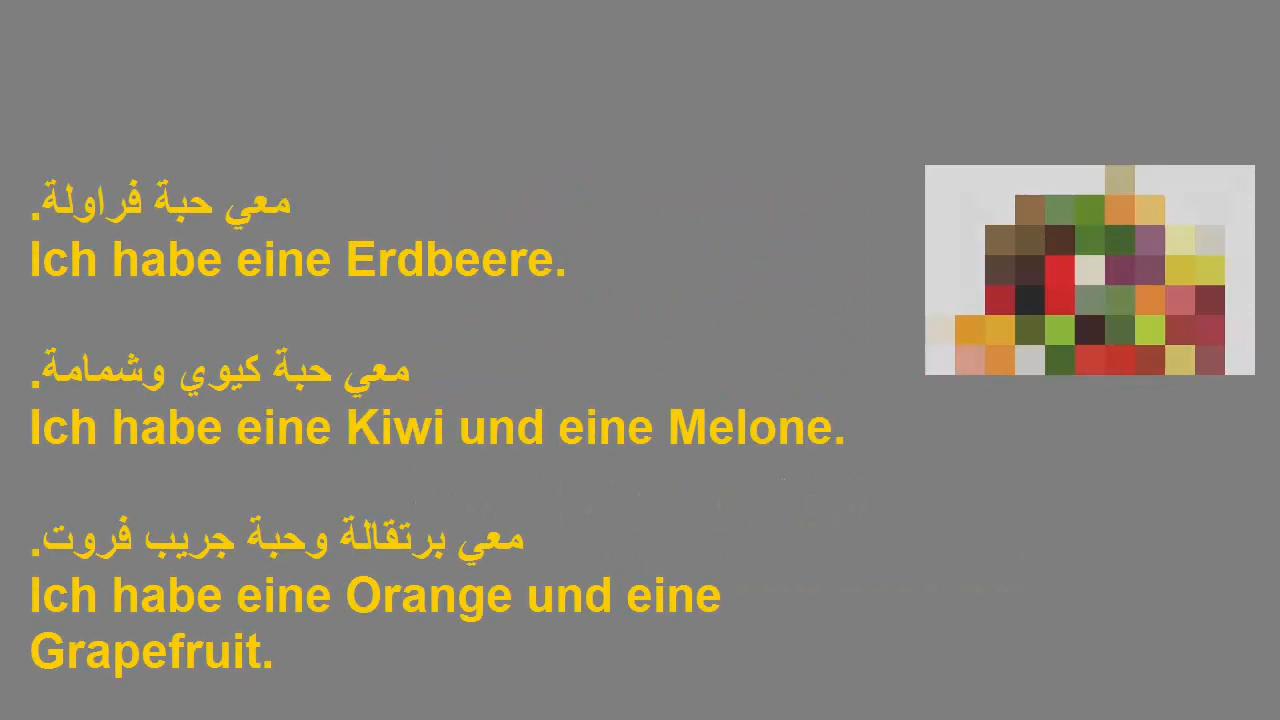 معي حبة فراولة.
Ich habe eine Erdbeere.
معي حبة كيوي وشمامة.
Ich habe eine Kiwi und eine Melone.
معي برتقالة وحبة جريب فروت.
Ich habe eine Orange und eine
Grapefruit.